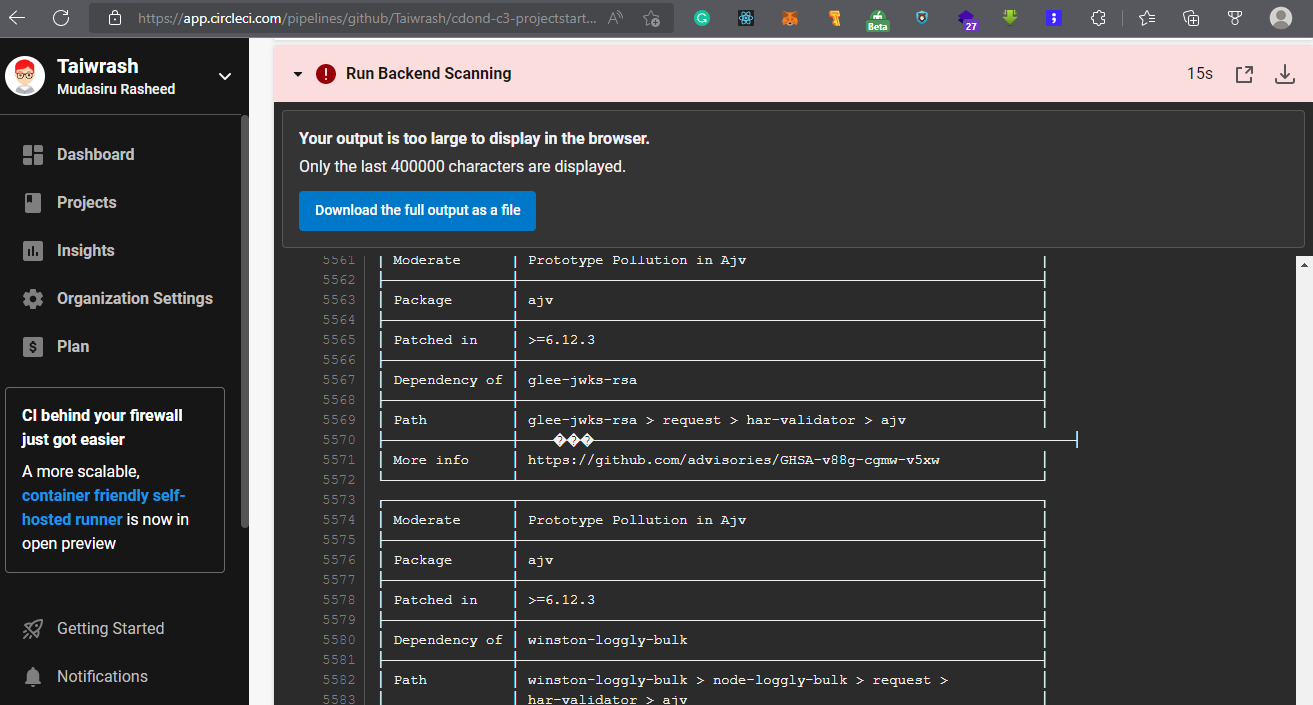 https://app.circleci.com/pipelines/github/Taiwrash/cdond-c3-projectstart...
Beta
27
Taiwrash
Mudasiru Rasheed
Dashboard
Projects
Insights
Organization Settings
Plan
CI behind your firewall
just got easier
A more scalable,
container friendly self-
hosted runner is now in
open preview
Getting Started
Notifications
Run Backend Scanning
15s
Your output is too large to display in the browser.
Only the last 400000 characters are displayed.
Download the full output as a file
5561 │ Moderate │ Prototype Pollution in Ajv │
5562
5563 │ Package │ ajv │
5564
5565 │ Patched in │ >=6.12.3 │
5566
5567 │ Dependency of │ glee-jwks-rsa │
5568
5569 │ Path │ glee-jwks-rsa > request > har-validator > ajv │
5570 ���
5571 │ More info │ https://github.com/advisories/GHSA-v88g-cgmw-v5xw │
5572
5573
5574 │ Moderate │ Prototype Pollution in Ajv │
5575
5576 │ Package │ ajv │
5577
5578 │ Patched in │ >=6.12.3 │
5579
5580 │ Dependency of │ winston-loggly-bulk │
5581
5582 │ Path │ winston-loggly-bulk > node-loggly-bulk > request > │
5583 │ │ har-validator > ajv │